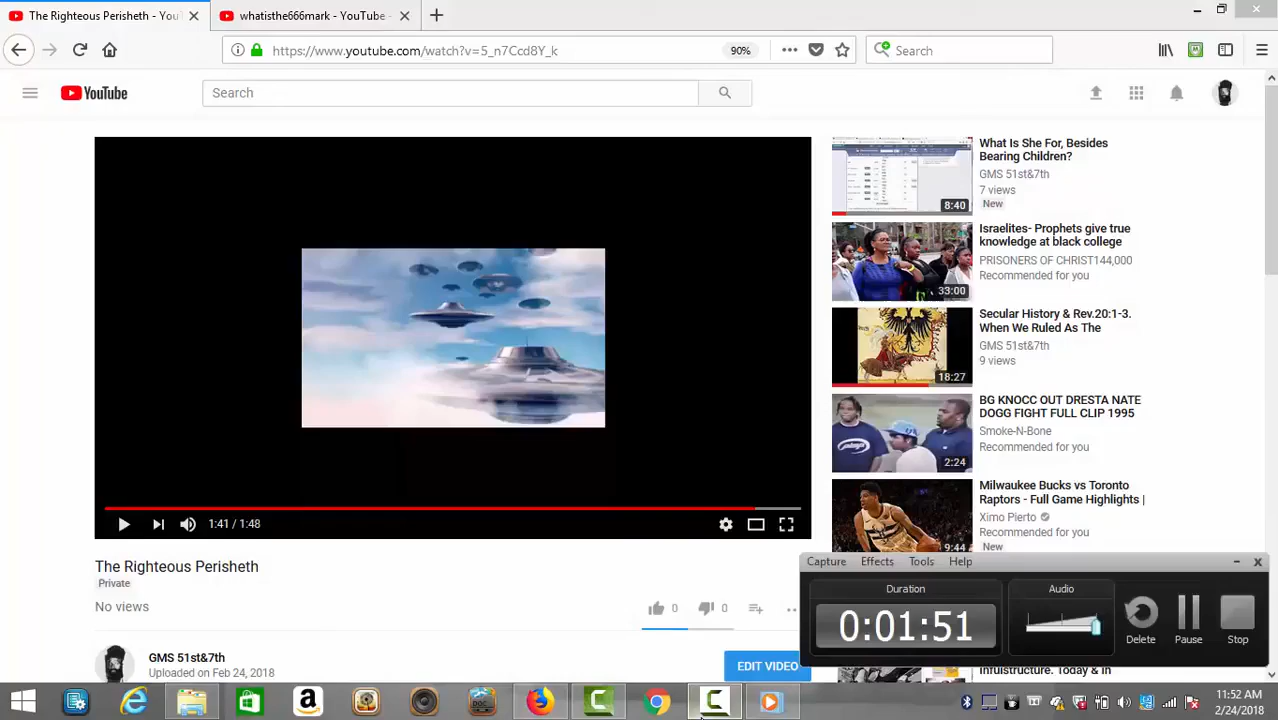 The Righteous Perisheth - You
whatisthe666mark - YouTube -
https://www.youtube.com/watch?v=5_n7Ccd8Y_k
90%
Search
YouTube
Search
What Is She For, Besides
Bearing Children?
GMS 51st&7th
7 views
New
8:40
Israelites- Prophets give true
knowledge at black college
PRISONERS OF CHRIST144,000
Recommended for you
33:00
Secular History & Rev.20:1-3.
When We Ruled As The
GMS 51st&7th
9 views
18:27
BG KNOCC OUT DRESTA NATE
DOGG FIGHT FULL CLIP 1995
Smoke-N-Bone
Recommended for you
2:24
Milwaukee Bucks vs Toronto
Raptors - Full Game Highlights |
Ximo Pierto
Recommended for you
New
9:44
1:41 / 1:48
The Righteous Perisheth
Private
No views
0
0
GMS 51st&7th
Uploaded on Feb 24, 2018
EDIT VIDEO
Capture Effects Tools Help
Duration
0:01:51
Audio
Delete
Pause
Stop
Infulstructure. Today & In
DOC
11:52 AM
2/24/2018